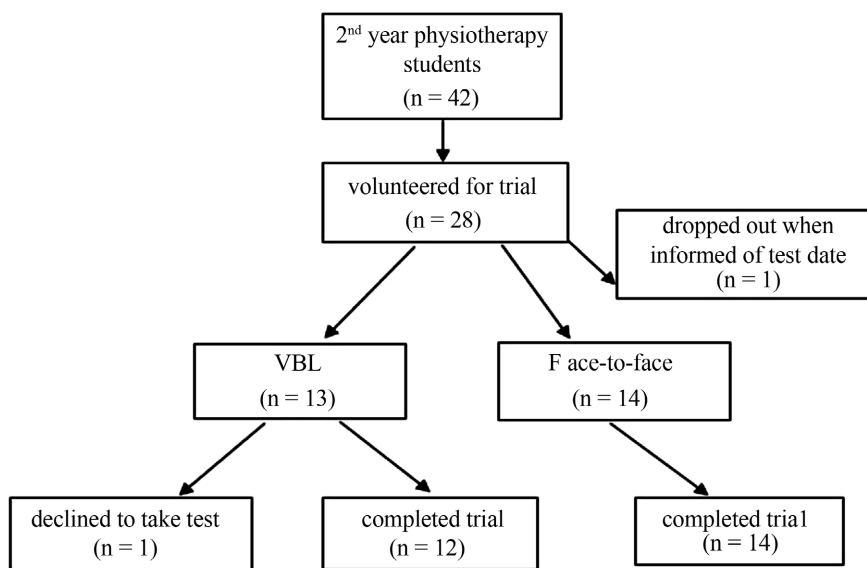 2nd year physiotherapy
students
(n = 42)
volunteered for trial
(n = 28)
dropped out when
informed of test date
(n = 1)
VBL
(n = 13)
F ace-to-face
(n = 14)
declined to take test
(n = 1)
completed trial
(n = 12)
completed tria1
(n = 14)